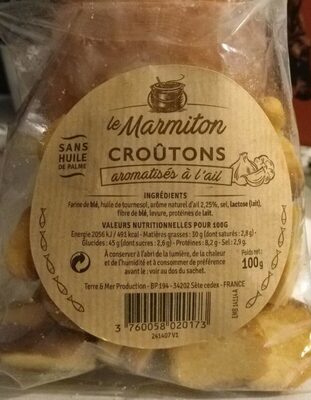 le Marmiton
SANS
HUILE
DE PALME
CROÛTONS
aromatisés à l'ail
INGRÉDIENTS
Farine de blé, huile de tournesol, arôme naturel d'ail 2,25%, sel, lactose (lait),
fibre de blé, levure, protéines de lait.
VALEURS NUTRITIONNELLES POUR 100G
Energie 2056 kJ / 491 kcal - Matières grasses : 30 g (dont saturés : 2,8 g) -
Glucides : 45 g (dont sucres : 2,6 g) - Protéines : 8,2 g - Sel : 2,9 g.
À conserver à l'abri de la lumière, de la chaleur
et de l'humidité et à consommer de préférence
avant le : voir au dos du sachet.
Poids net :
100g
Terre & Mer Production - BP 194 - 34202 Sète cedex - FRANCE
3 760058 020173
241407 V1
EMB 34114 A